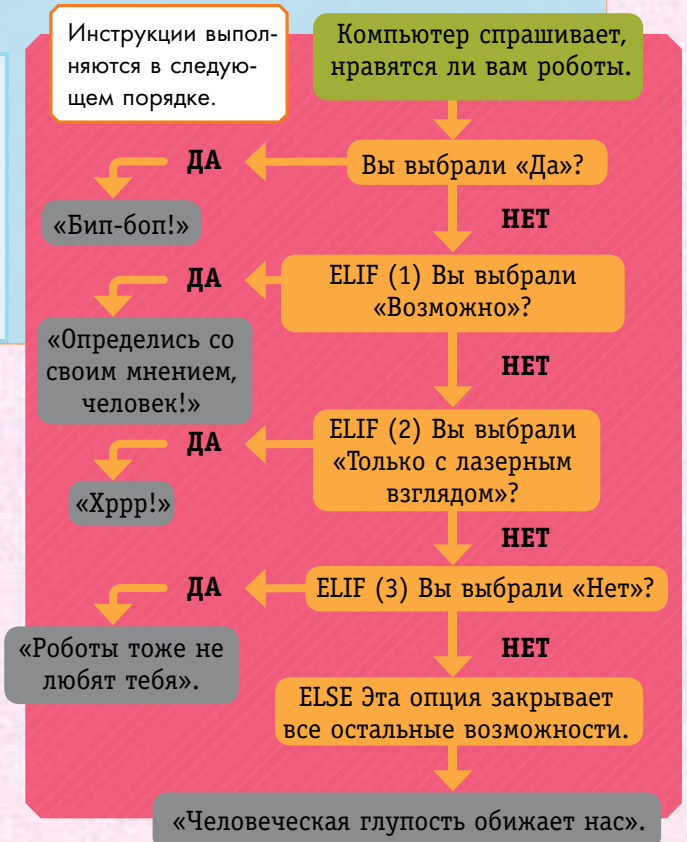 Инструкции выпол-
няются в следую-
щем порядке.
Компьютер спрашивает,
нравятся ли вам роботы.
ДА
Вы выбрали «Да»?
«Бип-боп!»
НЕТ
ДА
ELIF (1) Вы выбрали
«Возможно»?
«Определись со
своим мнением,
человек!»
НЕТ
ДА
ELIF (2) Вы выбрали
«Только с лазерным
взглядом»?
«Хррр!»
НЕТ
ДА
ELIF (3) Вы выбрали «Нет»?
«Роботы тоже не
любят тебя».
НЕТ
ELSE Эта опция закрывает
все остальные возможности.
«Человеческая глупость обижает нас».